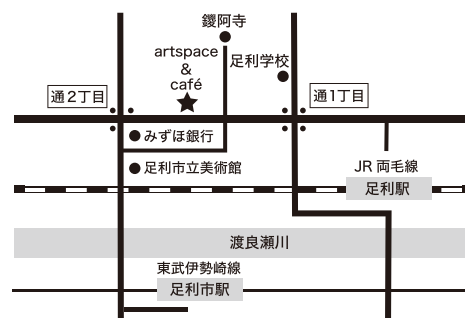 鑁阿寺
artspace
&
café
足利学校
通2丁目
通1丁目
みずほ銀行
足利市立美術館
JR両毛線
足利駅
渡良瀬川
東武伊勢崎線
足利市駅